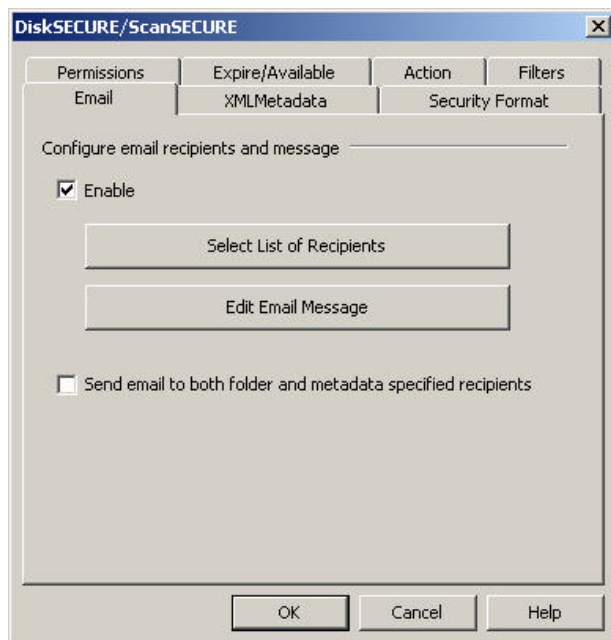 DiskSECURE/ScanSECURE
Permissions Expire/Available Action Filters
Email XMLMetadata Security Format
Configure email recipients and message
Enable
Select List of Recipients
Edit Email Message
Send email to both folder and metadata specified recipients
OK Cancel Help